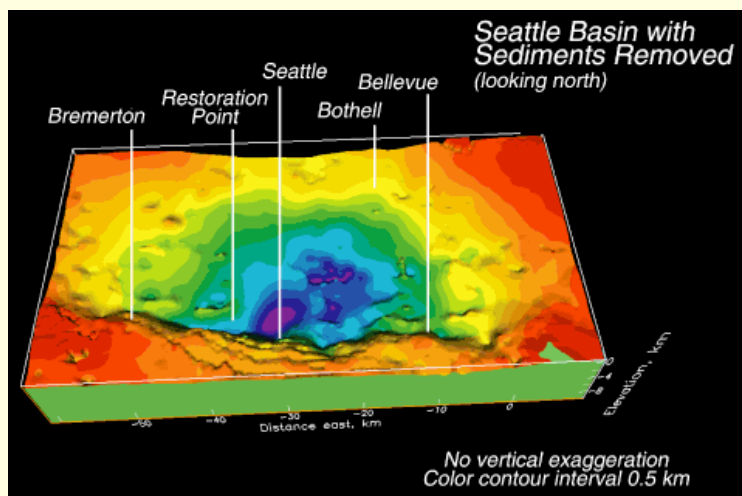 Seattle Basin with
Sediments Removed
(looking north)
Seattle
Bellevue
Restoration
Point
Bothell
Bremerton
-50
-40
-30
-20
-10
0
Distance east, km
Elevation, km
No vertical exaggeration
Color contour interval 0.5 km